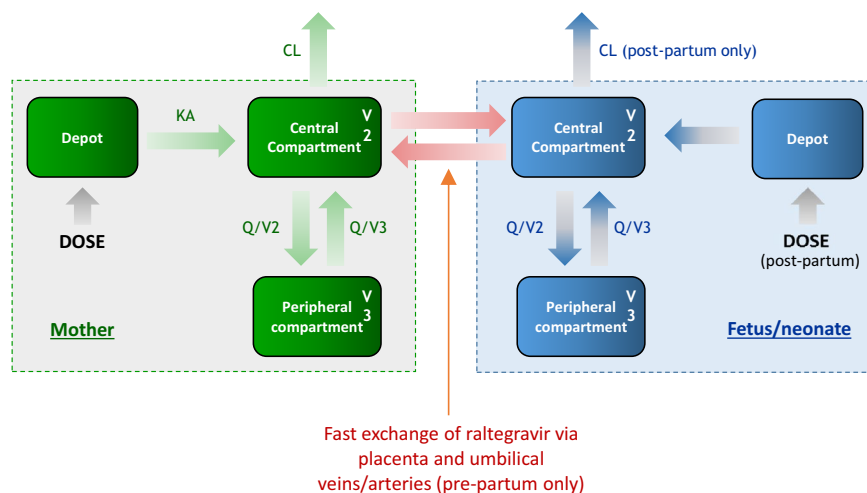 CL
CL (post-partum only)
Depot
KA
Central
Compartment
V
2
Central
Compartment
V
2
Depot
DOSE
Q/V2
Q/V3
Q/V2
Q/V3
DOSE
(post-partum)
Mother
Peripheral
compartment
V
3
Peripheral
compartment
V
3
Fetus/neonate
Fast exchange of raltegravir via
placenta and umbilical
veins/arteries (pre-partum only)